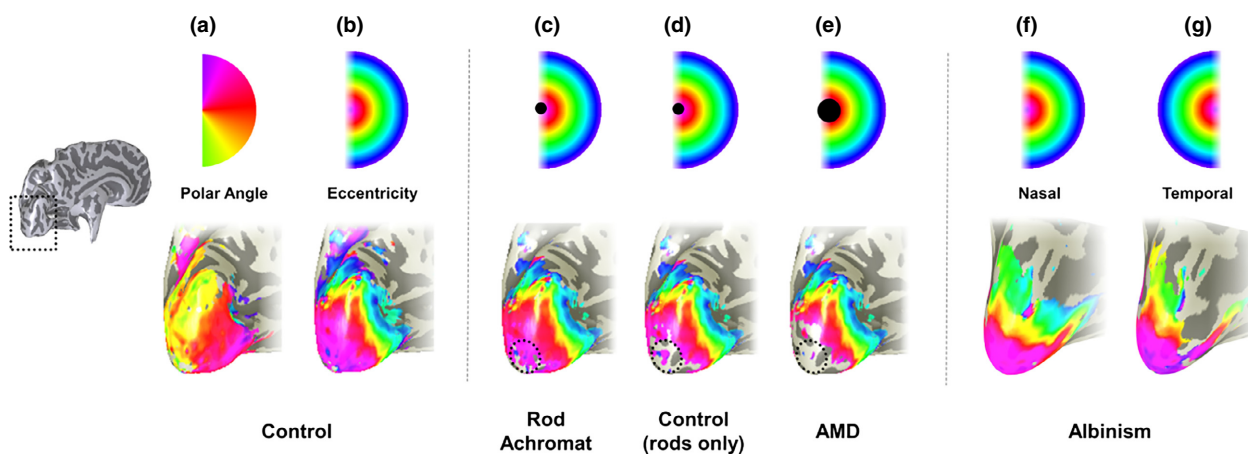 (a) (b) (c) (d) (e) (f) (g)
Polar Angle Eccentricity Nasal Temporal
Control
Rod
Achromat
Control
(rods only)
AMD
Albinism